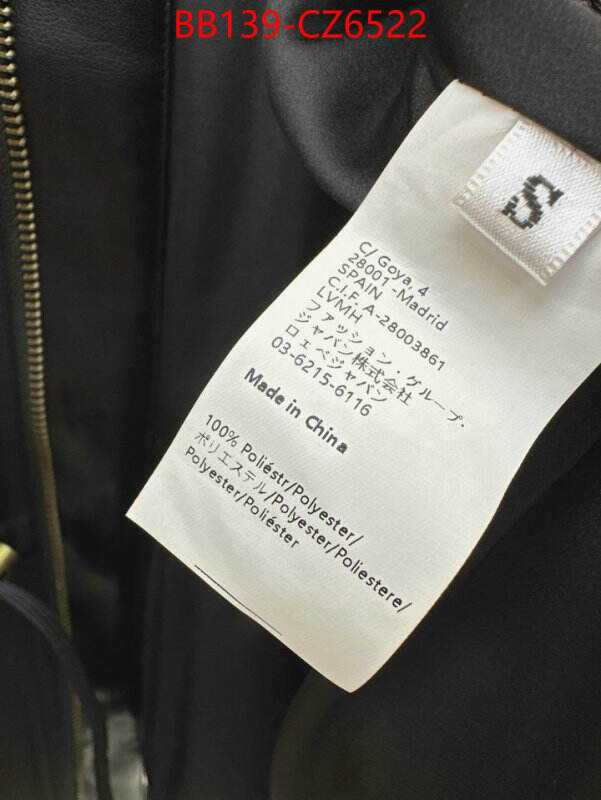 BB139-CZ6522
S
C/ Goya, 4
28001 -Madrid
SPAIN
C.I.F. A-28003861
LVMH
ファッション・グループ・
ジャパン株式会社
ロエベジャパン
03-6215-6116
Made in China
100% Poliéstr/Polyester/
ポリエステル/Polyester/Poliestere/
Polyester/Poliéster